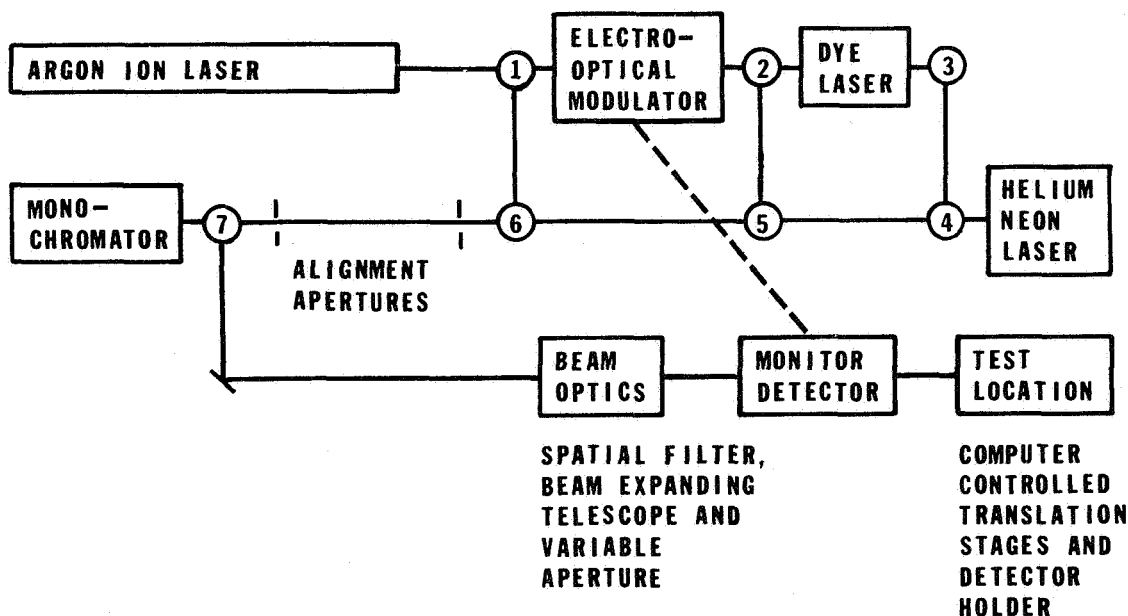 ARGON ION LASER
1
ELECTRO-
OPTICAL
MODULATOR
2
DYE
LASER
3
MONO-
CHROMATOR
7
6
5
4
HELIUM
NEON
LASER
ALIGNMENT
APERTURES
BEAM
OPTICS
MONITOR
DETECTOR
TEST
LOCATION
SPATIAL FILTER,
BEAM EXPANDING
TELESCOPE AND
VARIABLE
APERTURE
COMPUTER
CONTROLLED
TRANSLATION
STAGES AND
DETECTOR
HOLDER